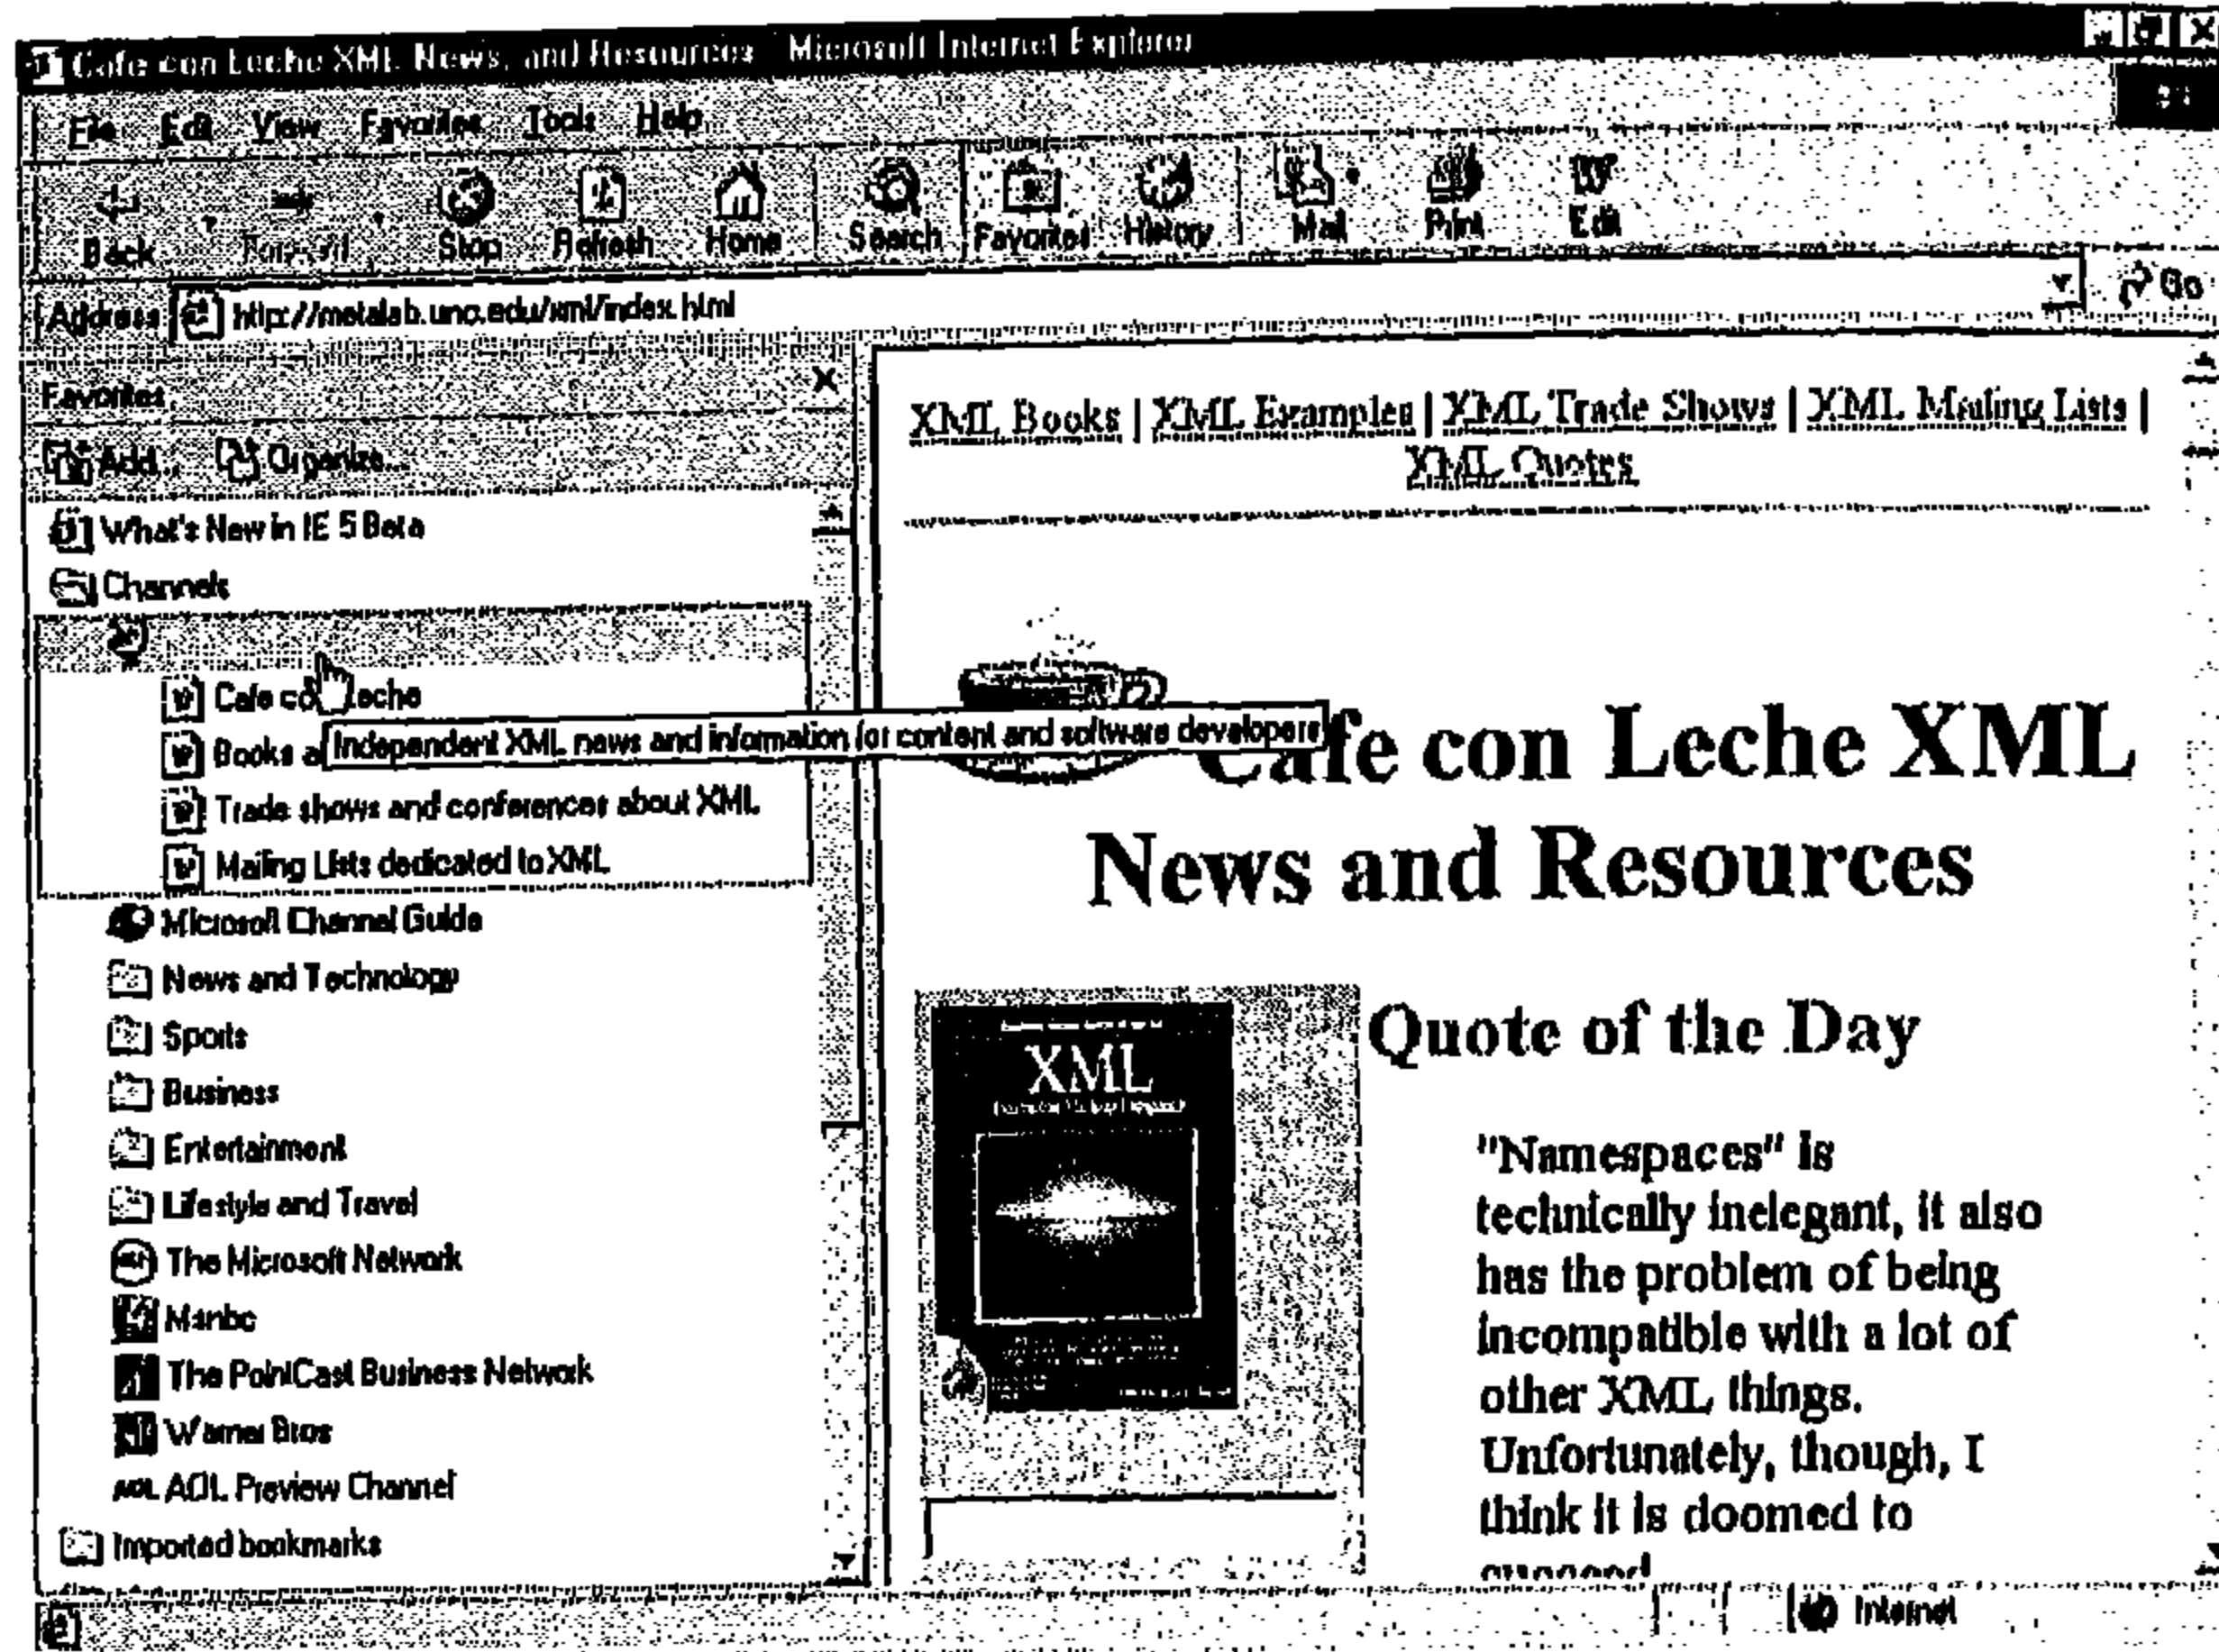 Cafe con Leche XML News and Resources - Microsoft Internet Explorer
File Edit View Favorites Tools Help
Back Forward Stop Refresh Home Search Favorites History Mail Print Edit
Address http://metalab.unc.edu/xml/index.html Go
Favorites
Add... Organize...
What's New in IE 5 Beta
Channels
Cafe con Leche
Books a
Independent XML news and information for content and software developers
Trade shows and conferences about XML
Mailing Lists dedicated to XML
Microsoft Channel Guide
News and Technology
Sports
Business
Entertainment
Lifestyle and Travel
The Microsoft Network
Msnbc
The PointCast Business Network
Warner Bros
AOL AOL Preview Channel
Imported bookmarks
XML Books | XML Examples | XML Trade Shows | XML Mailing Lists |
XML Quotes
Cafe con Leche XML
News and Resources
XML
Quote of the Day
"Namespaces" is
technically inelegant, it also
has the problem of being
incompatible with a lot of
other XML things.
Unfortunately, though, I
think it is doomed to
succeed
Internet